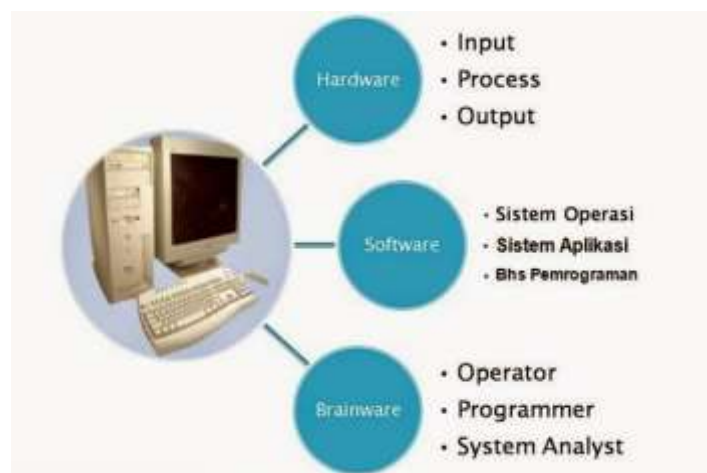 Hardware
• Input
• Process
• Output
Software
• Sistem Operasi
• Sistem Aplikasi
• Bhs Pemrograman
Brainware
• Operator
• Programmer
• System Analyst